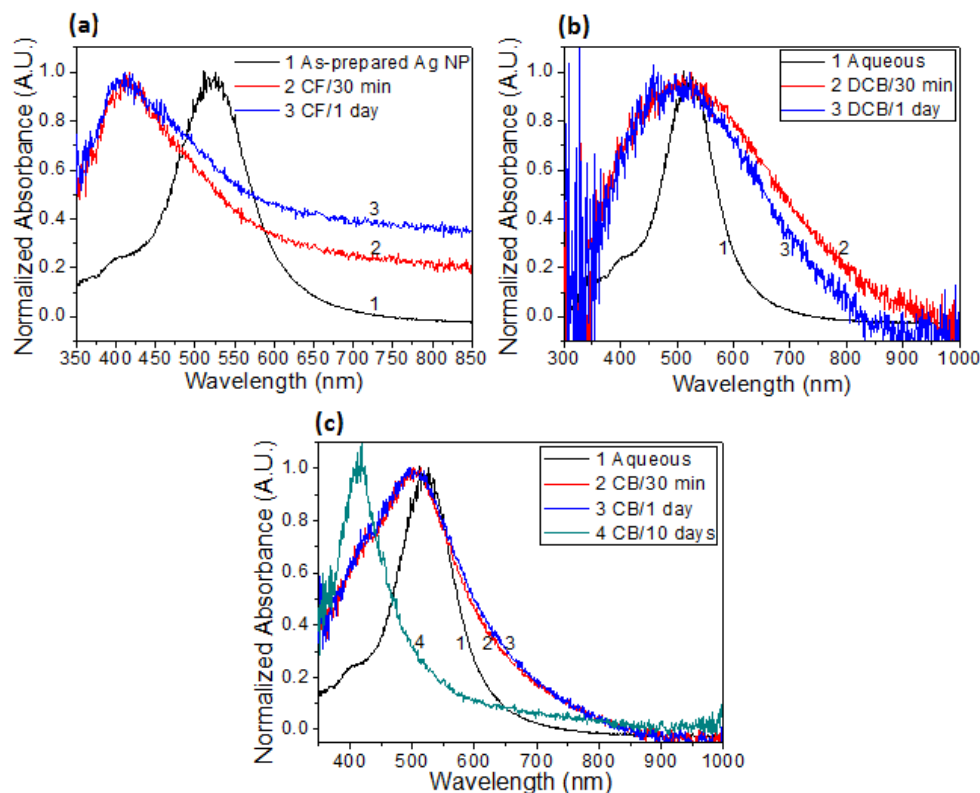 (a)
Normalized Absorbance (A.U.)
1.0
0.8
0.6
0.4
0.2
0.0
1 As-prepared Ag NP
2 CF/30 min
3 CF/1 day
3
2
1
350 400 450 500 550 600 650 700 750 800 850
Wavelength (nm)
(b)
Normalized Absorbance (A.U.)
1.0
0.8
0.6
0.4
0.2
0.0
1 Aqueous
2 DCB/30 min
3 DCB/1 day
1 3 2
300 400 500 600 700 800 900 1000
Wavelength (nm)
(c)
Normalized Absorbance (A.U.)
1.0
0.8
0.6
0.4
0.2
0.0
1 Aqueous
2 CB/30 min
3 CB/1 day
4 CB/10 days
4 1 2 3
400 500 600 700 800 900 1000
Wavelength (nm)